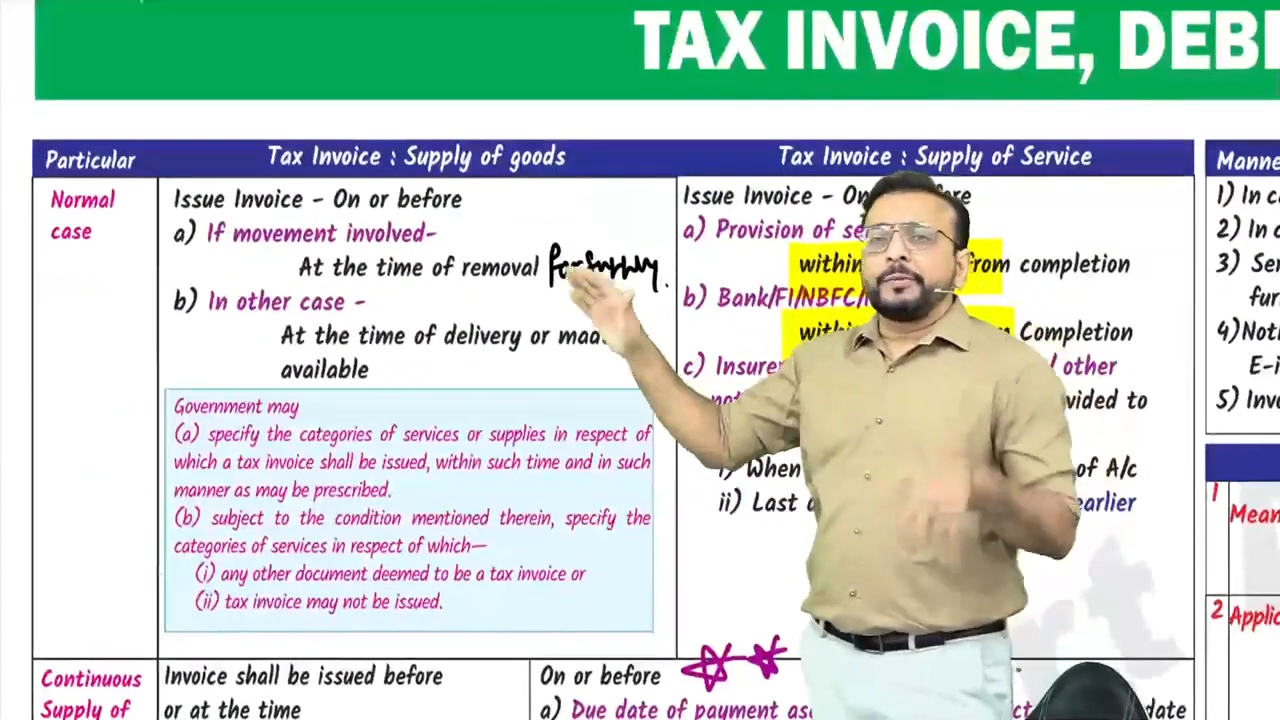 TAX INVOICE, DEBI
Particular
Tax Invoice : Supply of goods
Tax Invoice : Supply of Service
Normal
case
Issue Invoice - On or before
a) If movement involved-
At the time of removal for supply.
b) In other case -
At the time of delivery or made
available
Government may
(a) specify the categories of services or supplies in respect of
which a tax invoice shall be issued, within such time and in such
manner as may be prescribed.
(b) subject to the condition mentioned therein, specify the
categories of services in respect of which—
(i) any other document deemed to be a tax invoice or
(ii) tax invoice may not be issued.
Issue Invoice - On before
a) Provision of
within from completion
b) Bank/FI/NBFC/
Completion
c) other
vided to
i) When of A/c
ii) Last earlier
Continuous
Supply of
Invoice shall be issued before
or at the time
On or before
a) Due date of payment date
Manne
1) In c
2) In c
3) Ser
fur
4) Not
E-i
5) Invo
1
Mean
2
Applic